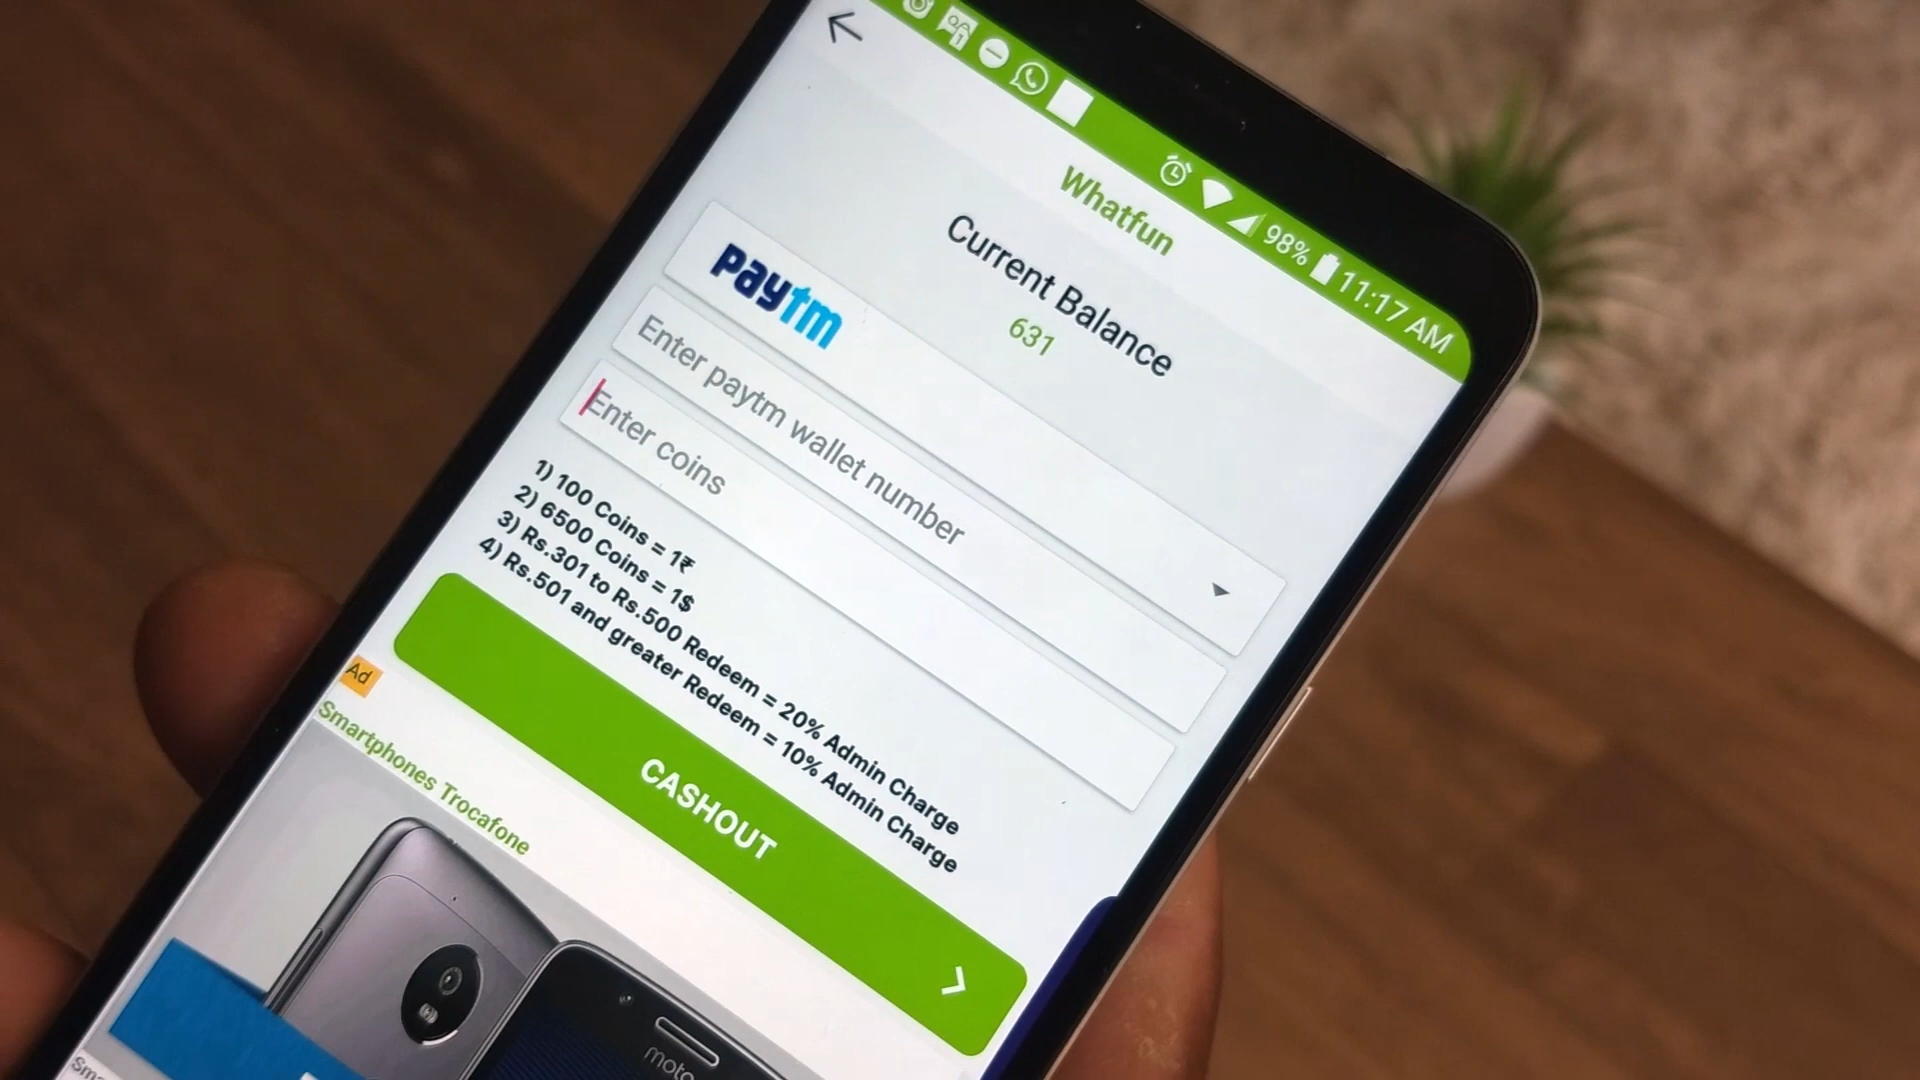 98% 11:17 AM
Whatfun
Current Balance
631
paytm
Enter paytm wallet number
Enter coins
1) 100 Coins = 1₹
2) 6500 Coins = 1$
3) Rs.301 to Rs.500 Redeem = 20% Admin Charge
4) Rs.501 and greater Redeem = 10% Admin Charge
CASHOUT
Ad
Smartphones Trocafone
moto